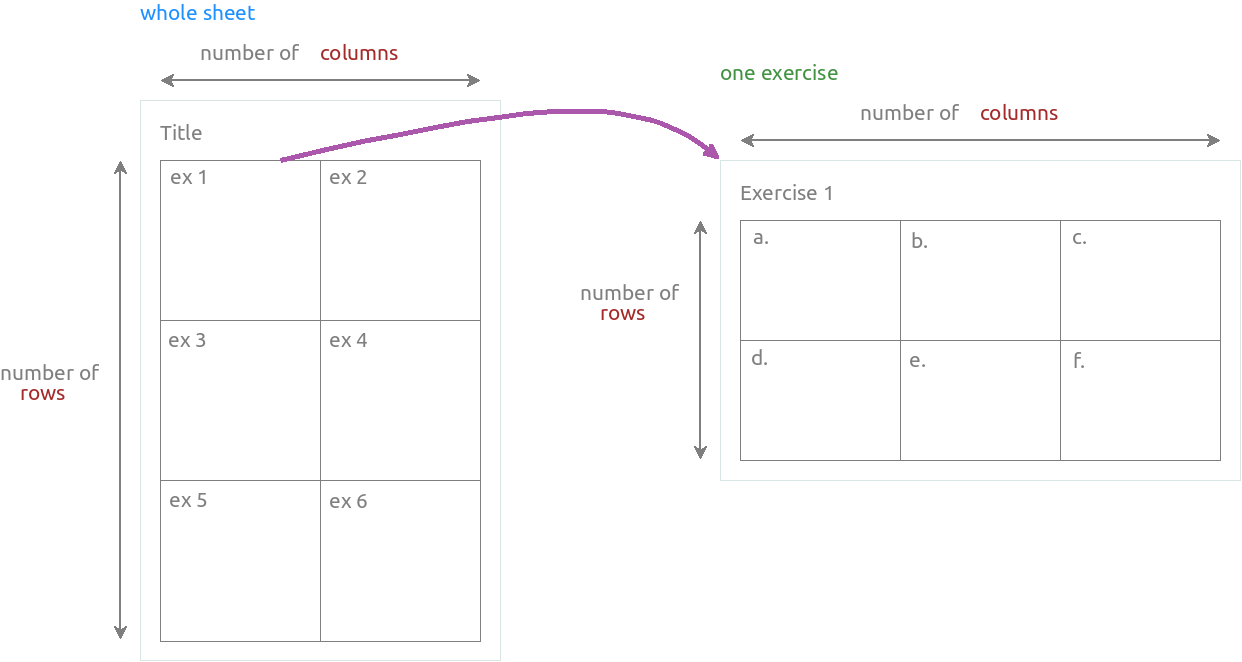 whole sheet
number of columns
Title
ex 1 ex 2
ex 3 ex 4
ex 5 ex 6
number of
rows
one exercise
number of columns
Exercise 1
a. b. c.
d. e. f.
number of
rows